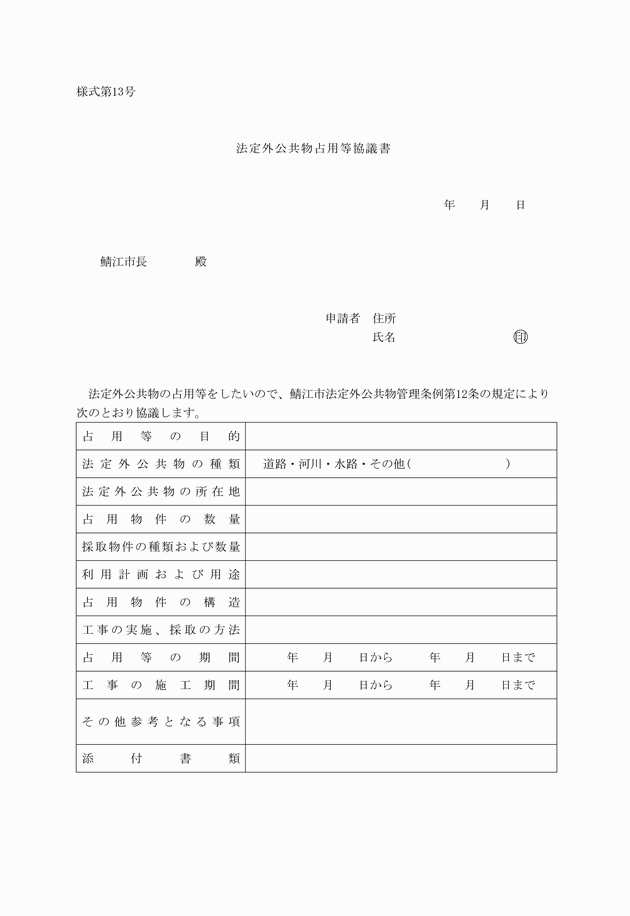 様式第13号
法定外公共物占用等協議書
年　　月　　日
鯖江市長　　　　殿
申請者　住所
氏名　　　　　　　　　　㊞
法定外公共物の占用等をしたいので、鯖江市法定外公共物管理条例第12条の規定により
次のとおり協議します。
占用等の目的
法定外公共物の種類　道路・河川・水路・その他(　　　　　　　　)
法定外公共物の所在地
占用物件の数量
採取物件の種類および数量
利用計画および用途
占用物件の構造
工事の実施、採取の方法
占用等の期間　　年　　月　　日から　　　年　　月　　日まで
工事の施工期間　　年　　月　　日から　　　年　　月　　日まで
その他参考となる事項
添付書類